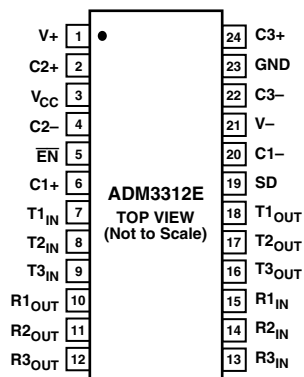 V+ 1 24 C3+
C2+ 2 23 GND
VCC 3 22 C3–
C2– 4 21 V–
EN 5 20 C1–
C1+ 6 19 SD
ADM3312E
TOP VIEW
(Not to Scale)
T1IN 7 18 T1OUT
T2IN 8 17 T2OUT
T3IN 9 16 T3OUT
R1OUT 10 15 R1IN
R2OUT 11 14 R2IN
R3OUT 12 13 R3IN